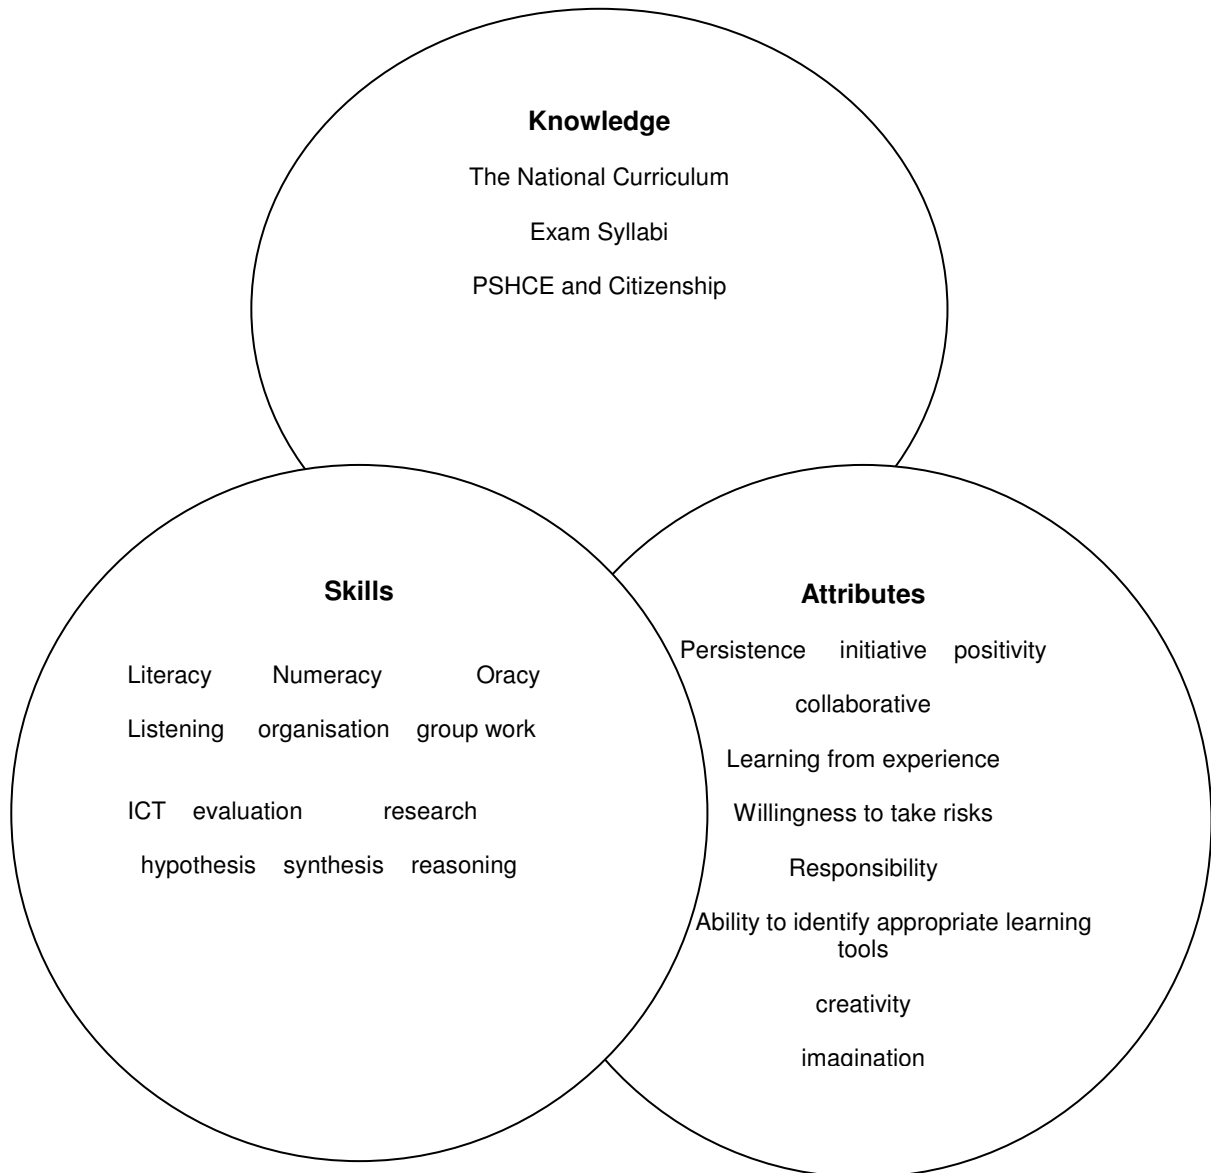 Knowledge
The National Curriculum
Exam Syllabi
PSHCE and Citizenship
Skills
Literacy Numeracy Oracy
Listening organisation group work
ICT evaluation research
hypothesis synthesis reasoning
Attributes
Persistence initiative positivity
collaborative
Learning from experience
Willingness to take risks
Responsibility
Ability to identify appropriate learning
tools
creativity
imagination